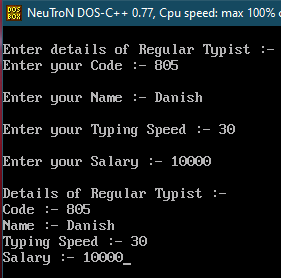 DOS BOX NeuTroN DOS-C++ 0.77, Cpu speed: max 100%
Enter details of Regular Typist :-
Enter your Code :- 805
Enter your Name :- Danish
Enter your Typing Speed :- 30
Enter your Salary :- 10000
Details of Regular Typist :-
Code :- 805
Name :- Danish
Typing Speed :- 30
Salary :- 10000_